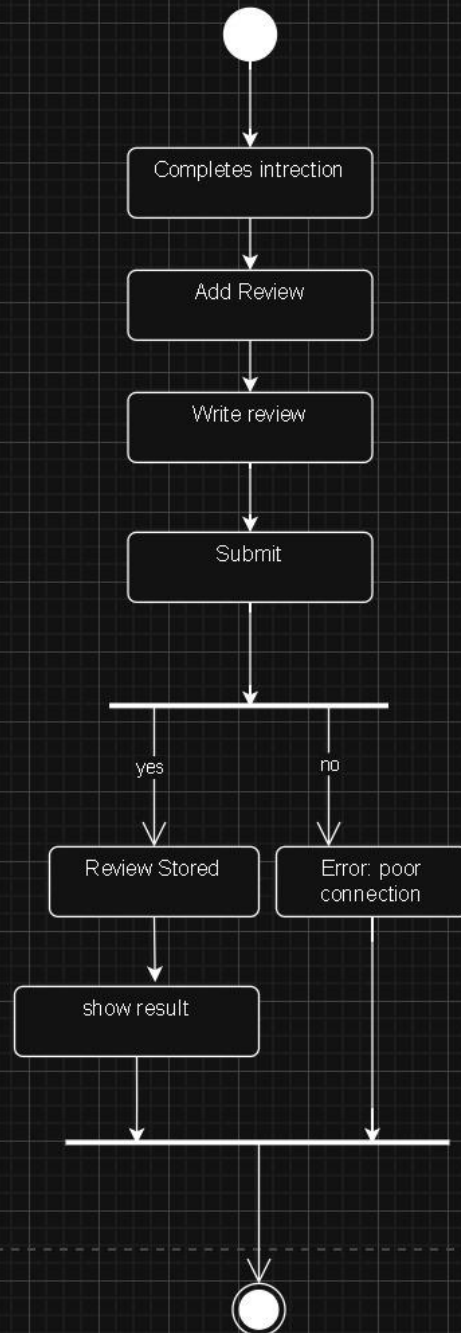 Completes intrection
Add Review
Write review
Submit
yes
no
Review Stored
Error: poor
connection
show result